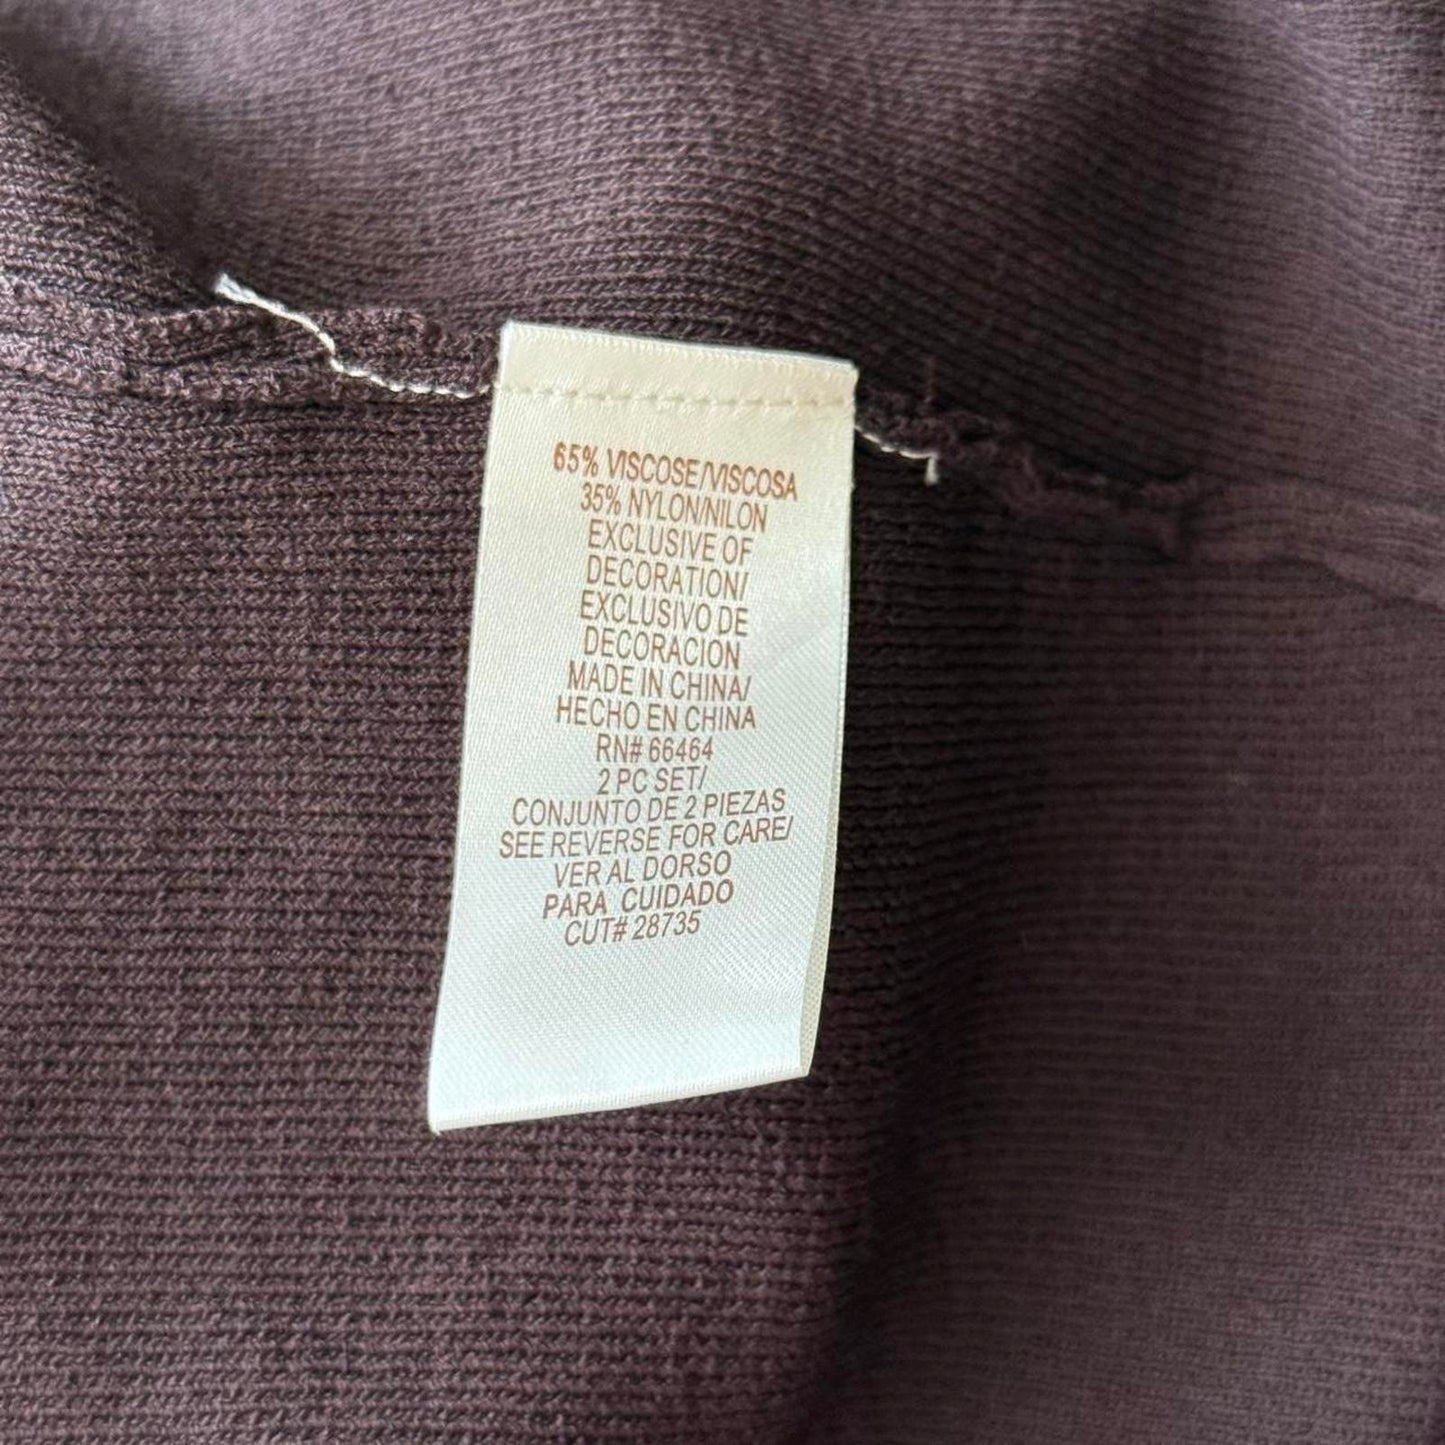 65% VISCOSE/VISCOSA
35% NYLON/NILON
EXCLUSIVE OF
DECORATION/
EXCLUSIVO DE
DECORACION
MADE IN CHINA/
HECHO EN CHINA
RN# 66464
2 PC SET/
CONJUNTO DE 2 PIEZAS
SEE REVERSE FOR CARE/
VER AL DORSO
PARA CUIDADO
CUT# 28735